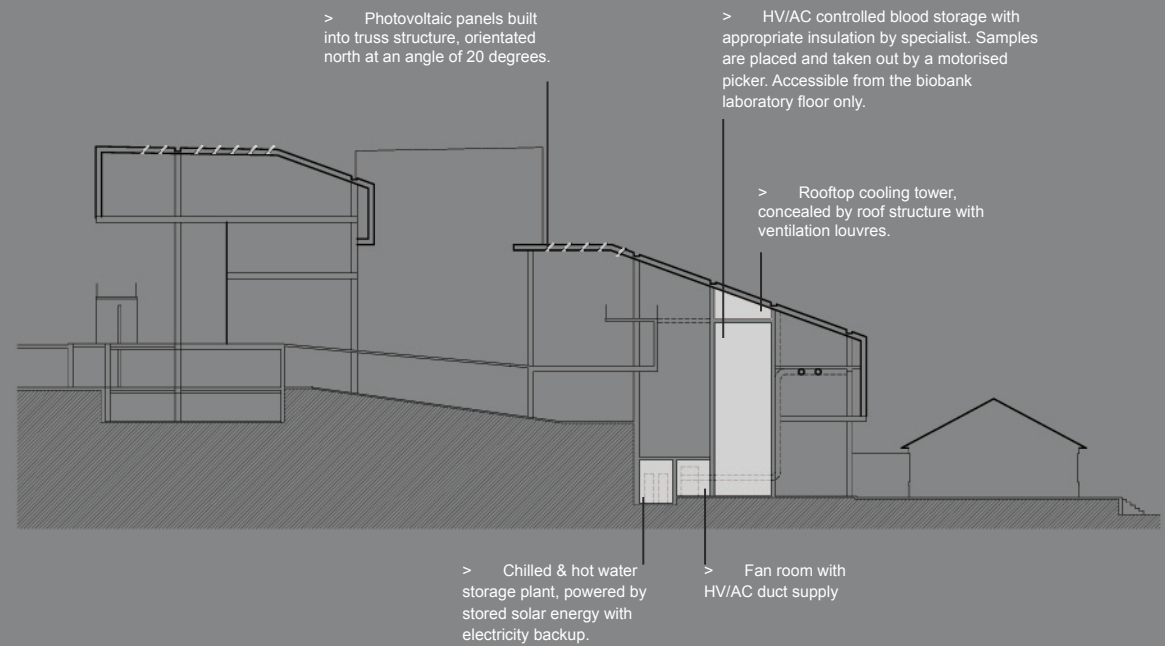 > Photovoltaic panels built
into truss structure, orientated
north at an angle of 20 degrees.
> HV/AC controlled blood storage with
appropriate insulation by specialist. Samples
are placed and taken out by a motorised
picker. Accessible from the biobank
laboratory floor only.
> Rooftop cooling tower,
concealed by roof structure with
ventilation louvres.
> Chilled & hot water
storage plant, powered by
stored solar energy with
electricity backup.
> Fan room with
HV/AC duct supply